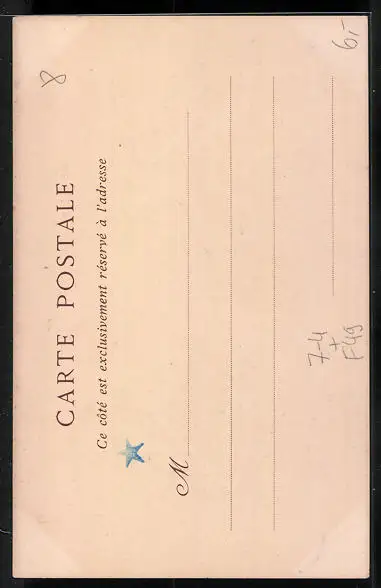 8
CARTE POSTALE
Ce côté est exclusivement réservé à l'adresse
M
6,-
7-4
+
F49